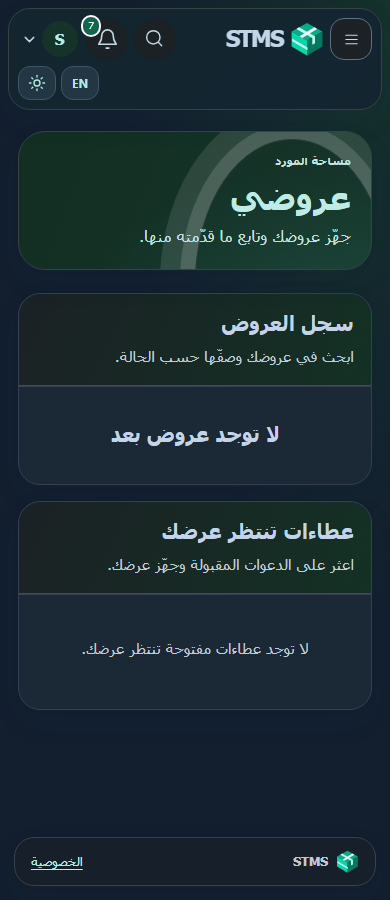 STMS
7
S
EN
مساحة المورد
عروضي
جهّز عروضك وتابع ما قدّمته منها.
سجل العروض
ابحث في عروضك وصفّها حسب الحالة.
لا توجد عروض بعد
عطاءات تنتظر عرضك
اعثر على الدعوات المقبولة وجهّز عرضك.
لا توجد عطاءات مفتوحة تنتظر عرضك.
STMS
الخصوصية